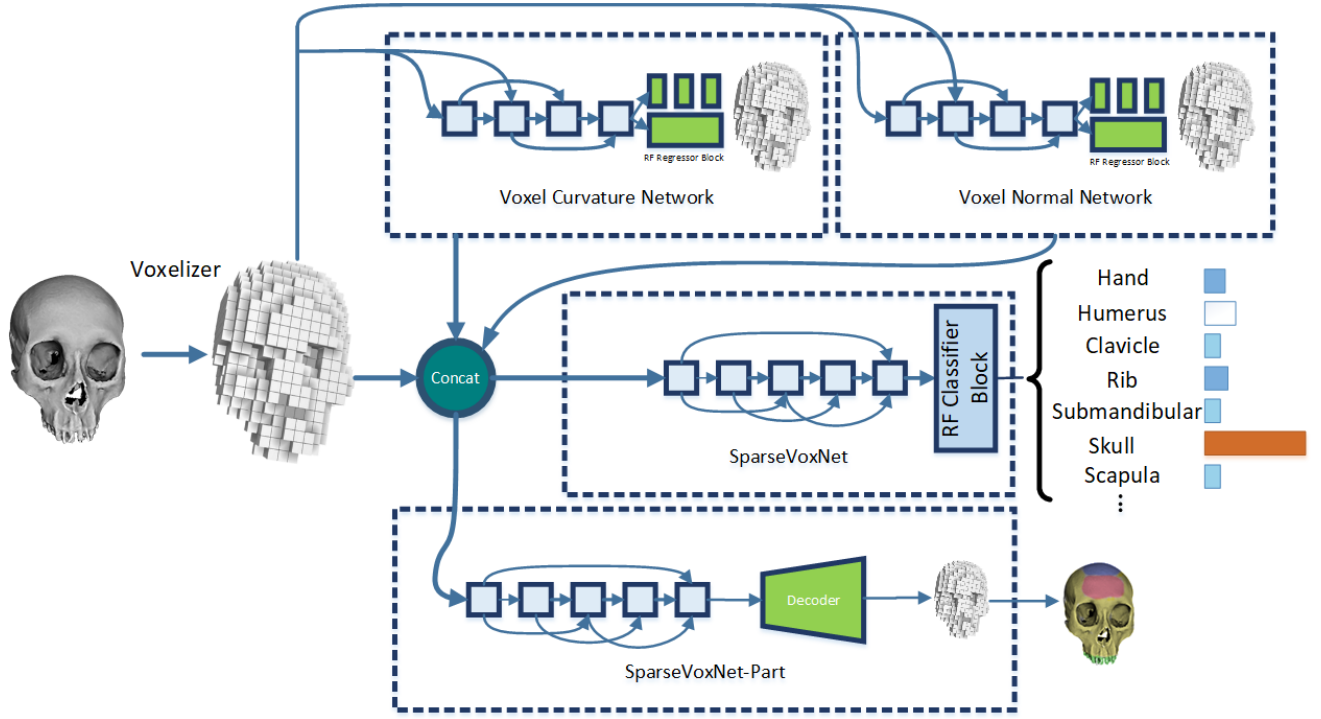 RF Regressor Block
Voxel Curvature Network
RF Regressor Block
Voxel Normal Network
Voxelizer
Concat
RF Classifier
Block
SparseVoxNet
Hand
Humerus
Clavicle
Rib
Submandibular
Skull
Scapula
⋮
Decoder
SparseVoxNet-Part